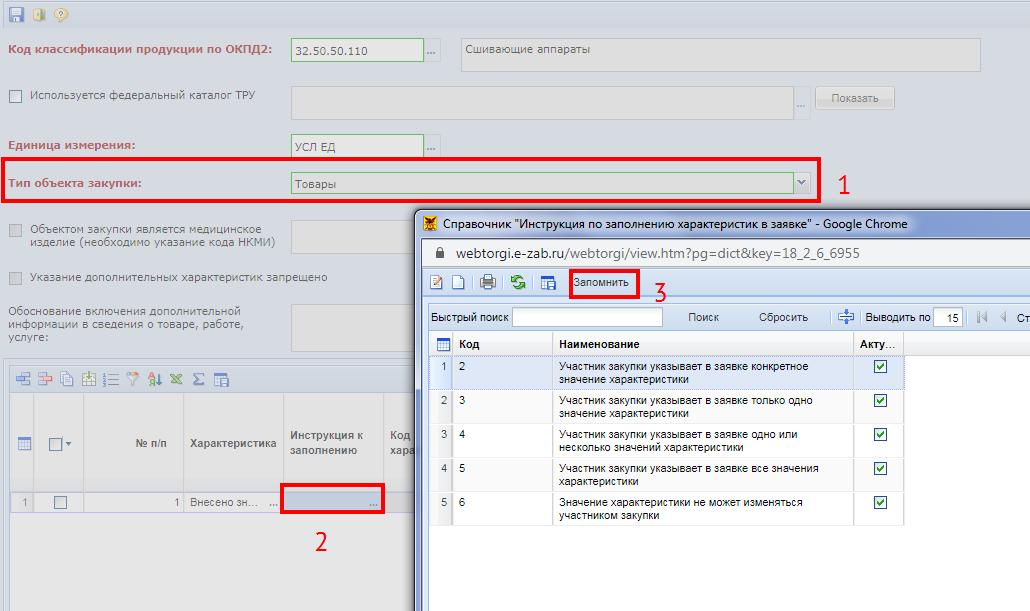 Код классификации продукции по ОКПД2:
32.50.50.110
...
Сшивающие аппараты
Используется федеральный каталог ТРУ
...
Показать
Единица измерения:
УСЛ ЕД
...
Тип объекта закупки:
Товары
1
Объектом закупки является медицинское
изделие (необходимо указание кода НКМИ)
Указание дополнительных характеристик запрещено
Обоснование включения дополнительной
информации в сведения о товаре, работе,
услуге:
№ п/п
Характеристика
Инструкция к
заполнению
Код
хара
1
1
Внесено зн...
...
...
2
Справочник "Инструкция по заполнению характеристик в заявке" - Google Chrome
webtorgi.e-zab.ru/webtorgi/view.htm?pg=dict&key=18_2_6_6955
Запомнить
3
Быстрый поиск
Поиск
Сбросить
Выводить по
15
Ст
Код
Наименование
Акту...
1
2
Участник закупки указывает в заявке конкретное
значение характеристики
2
3
Участник закупки указывает в заявке только одно
значение характеристики
3
4
Участник закупки указывает в заявке одно или
несколько значений характеристики
4
5
Участник закупки указывает в заявке все значения
характеристики
5
6
Значение характеристики не может изменяться
участником закупки